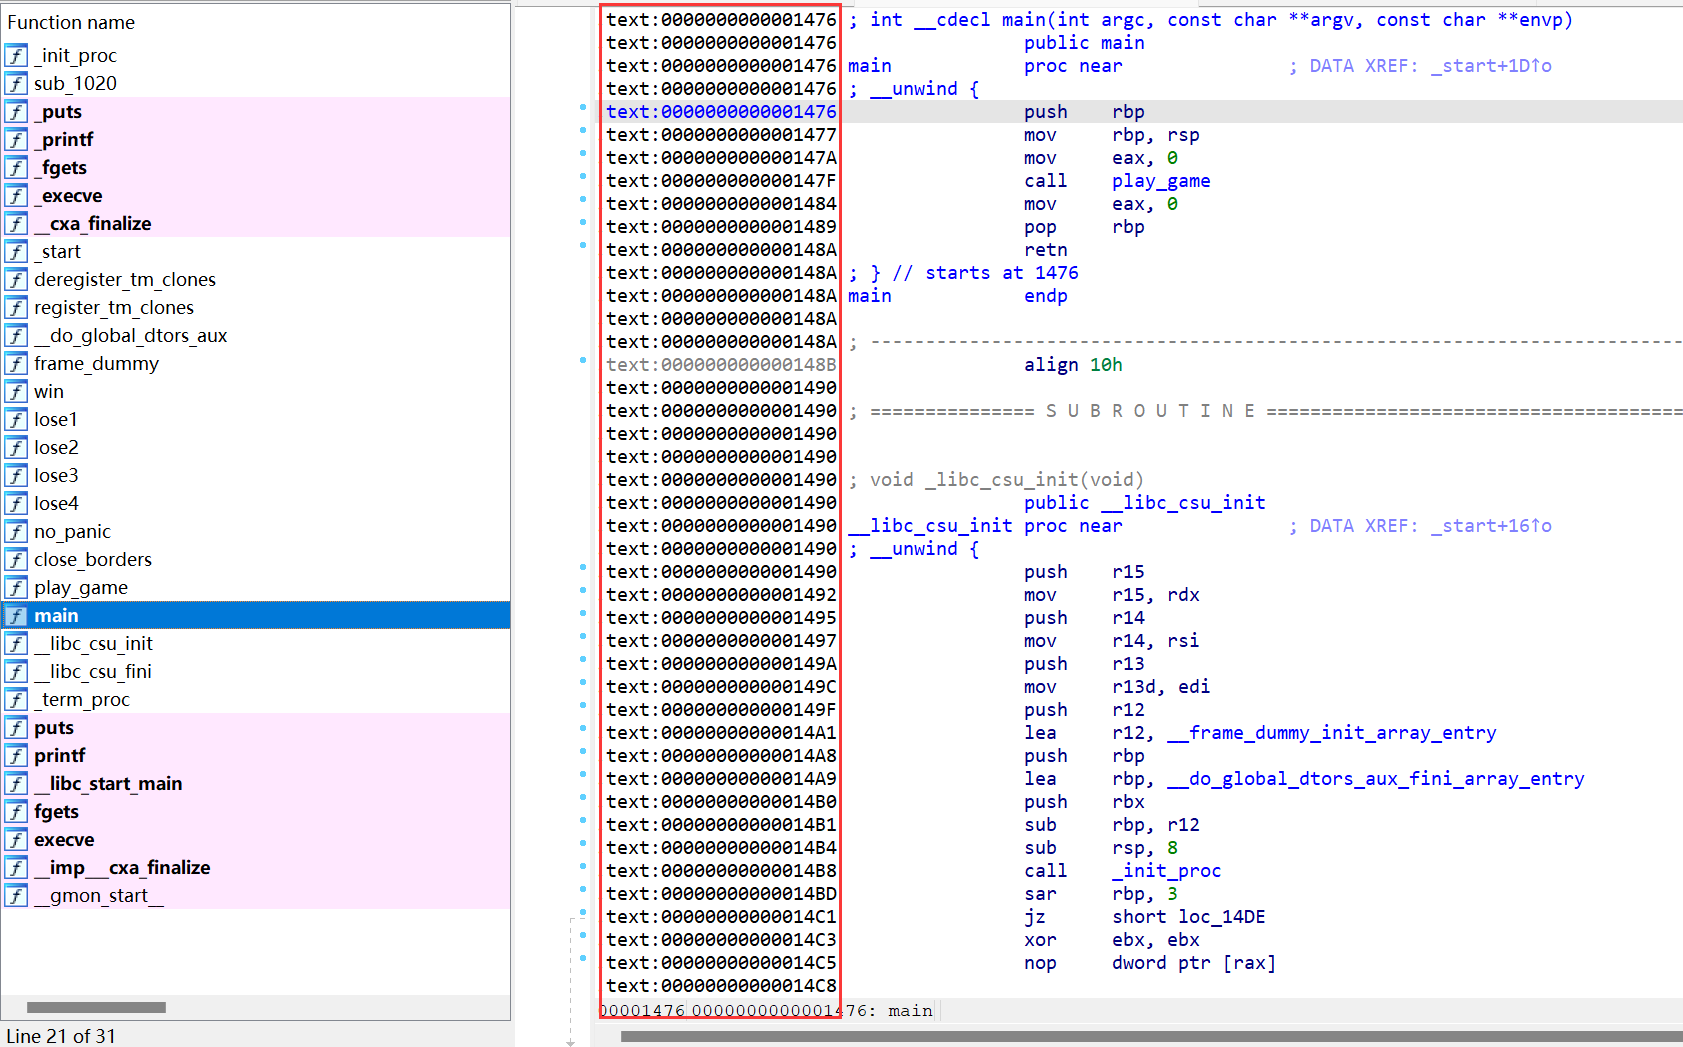 Function name
_init_proc
sub_1020
_puts
_printf
_fgets
_execve
__cxa_finalize
_start
deregister_tm_clones
register_tm_clones
__do_global_dtors_aux
frame_dummy
win
lose1
lose2
lose3
lose4
no_panic
close_borders
play_game
main
__libc_csu_init
__libc_csu_fini
_term_proc
puts
printf
__libc_start_main
fgets
execve
__imp___cxa_finalize
__gmon_start__
Line 21 of 31
text:0000000000001476 ; int __cdecl main(int argc, const char **argv, const char **envp)
text:0000000000001476 public main
text:0000000000001476 main proc near ; DATA XREF: _start+1D↑o
text:0000000000001476 ; __unwind {
text:0000000000001476 push rbp
text:0000000000001477 mov rbp, rsp
text:000000000000147A mov eax, 0
text:000000000000147F call play_game
text:0000000000001484 mov eax, 0
text:0000000000001489 pop rbp
text:000000000000148A retn
text:000000000000148A ; } // starts at 1476
text:000000000000148A main endp
text:000000000000148A
text:000000000000148A ; ---------------------------------------------------------------------------
text:000000000000148B align 10h
text:0000000000001490
text:0000000000001490 ; =============== S U B R O U T I N E ======================================
text:0000000000001490
text:0000000000001490
text:0000000000001490 ; void _libc_csu_init(void)
text:0000000000001490 public __libc_csu_init
text:0000000000001490 __libc_csu_init proc near ; DATA XREF: _start+16↑o
text:0000000000001490 ; __unwind {
text:0000000000001490 push r15
text:0000000000001492 mov r15, rdx
text:0000000000001495 push r14
text:0000000000001497 mov r14, rsi
text:000000000000149A push r13
text:000000000000149C mov r13d, edi
text:000000000000149F push r12
text:00000000000014A1 lea r12, __frame_dummy_init_array_entry
text:00000000000014A8 push rbp
text:00000000000014A9 lea rbp, __do_global_dtors_aux_fini_array_entry
text:00000000000014B0 push rbx
text:00000000000014B1 sub rbp, r12
text:00000000000014B4 sub rsp, 8
text:00000000000014B8 call _init_proc
text:00000000000014BD sar rbp, 3
text:00000000000014C1 jz short loc_14DE
text:00000000000014C3 xor ebx, ebx
text:00000000000014C5 nop dword ptr [rax]
text:00000000000014C8
00001476 0000000000001476: main